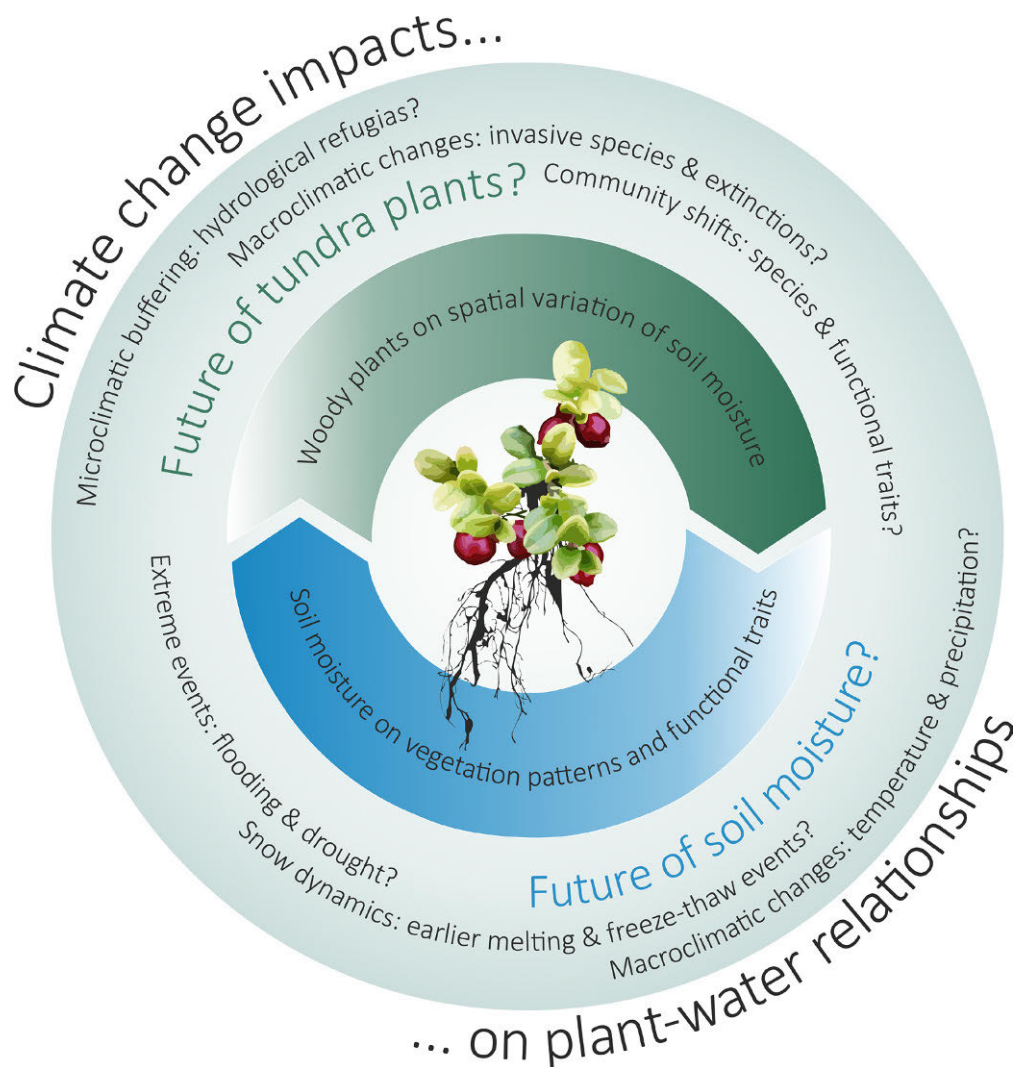 Climate change impacts...
Microclimatic buffering: hydrological refugias?
Macroclimatic changes: invasive species & extinctions?
Community shifts: species & functional traits?
Future of tundra plants?
Woody plants on spatial variation of soil moisture
Soil moisture on vegetation patterns and functional traits
Future of soil moisture?
Extreme events: flooding & drought?
Snow dynamics: earlier melting & freeze-thaw events?
Macroclimatic changes: temperature & precipitation?
... on plant-water relationships